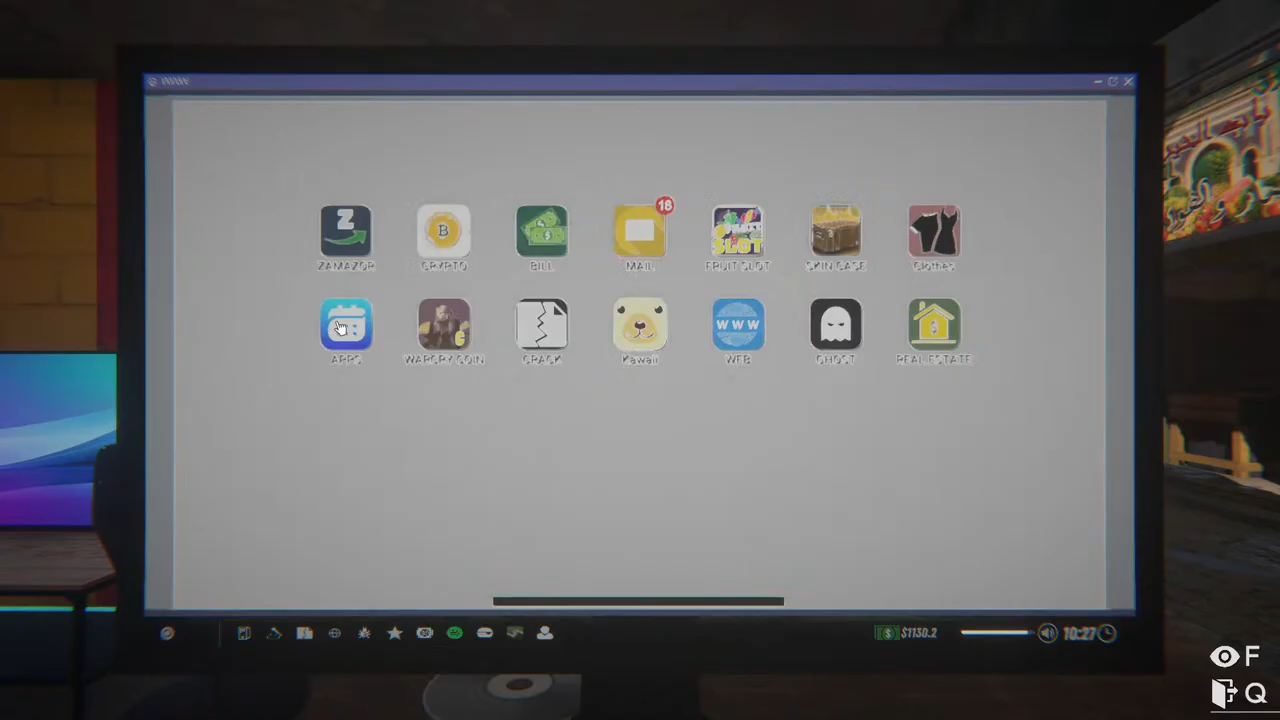 WWW
18
ZAMAZOR CRYPTO BILL MAIL FRUIT SLOT SKIN CASE Clothes
APPS WARCRY COIN CRACK Kawaii WEB GHOST REAL ESTATE
$1130.2 10:27
F
Q